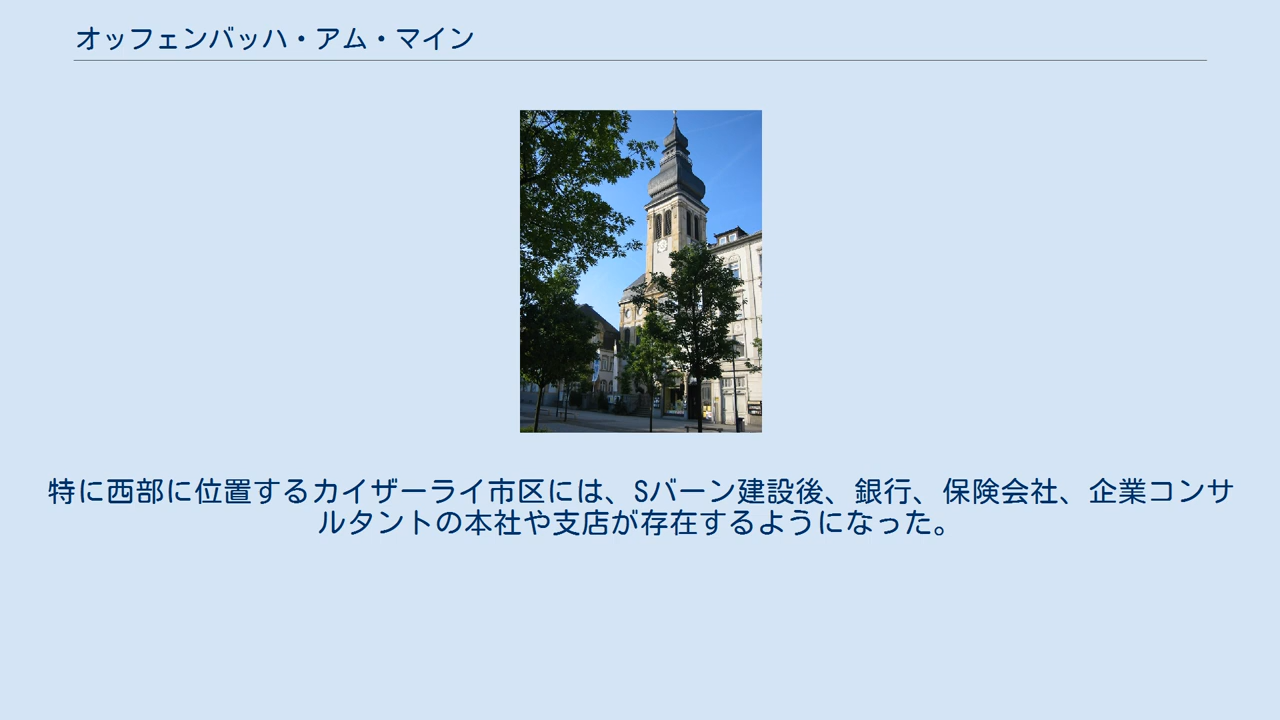 オッフェンバッハ・アム・マイン
特に西部に位置するカイザーライ市区には、Sバーン建設後、銀行、保険会社、企業コンサ
ルタントの本社や支店が存在するようになった。